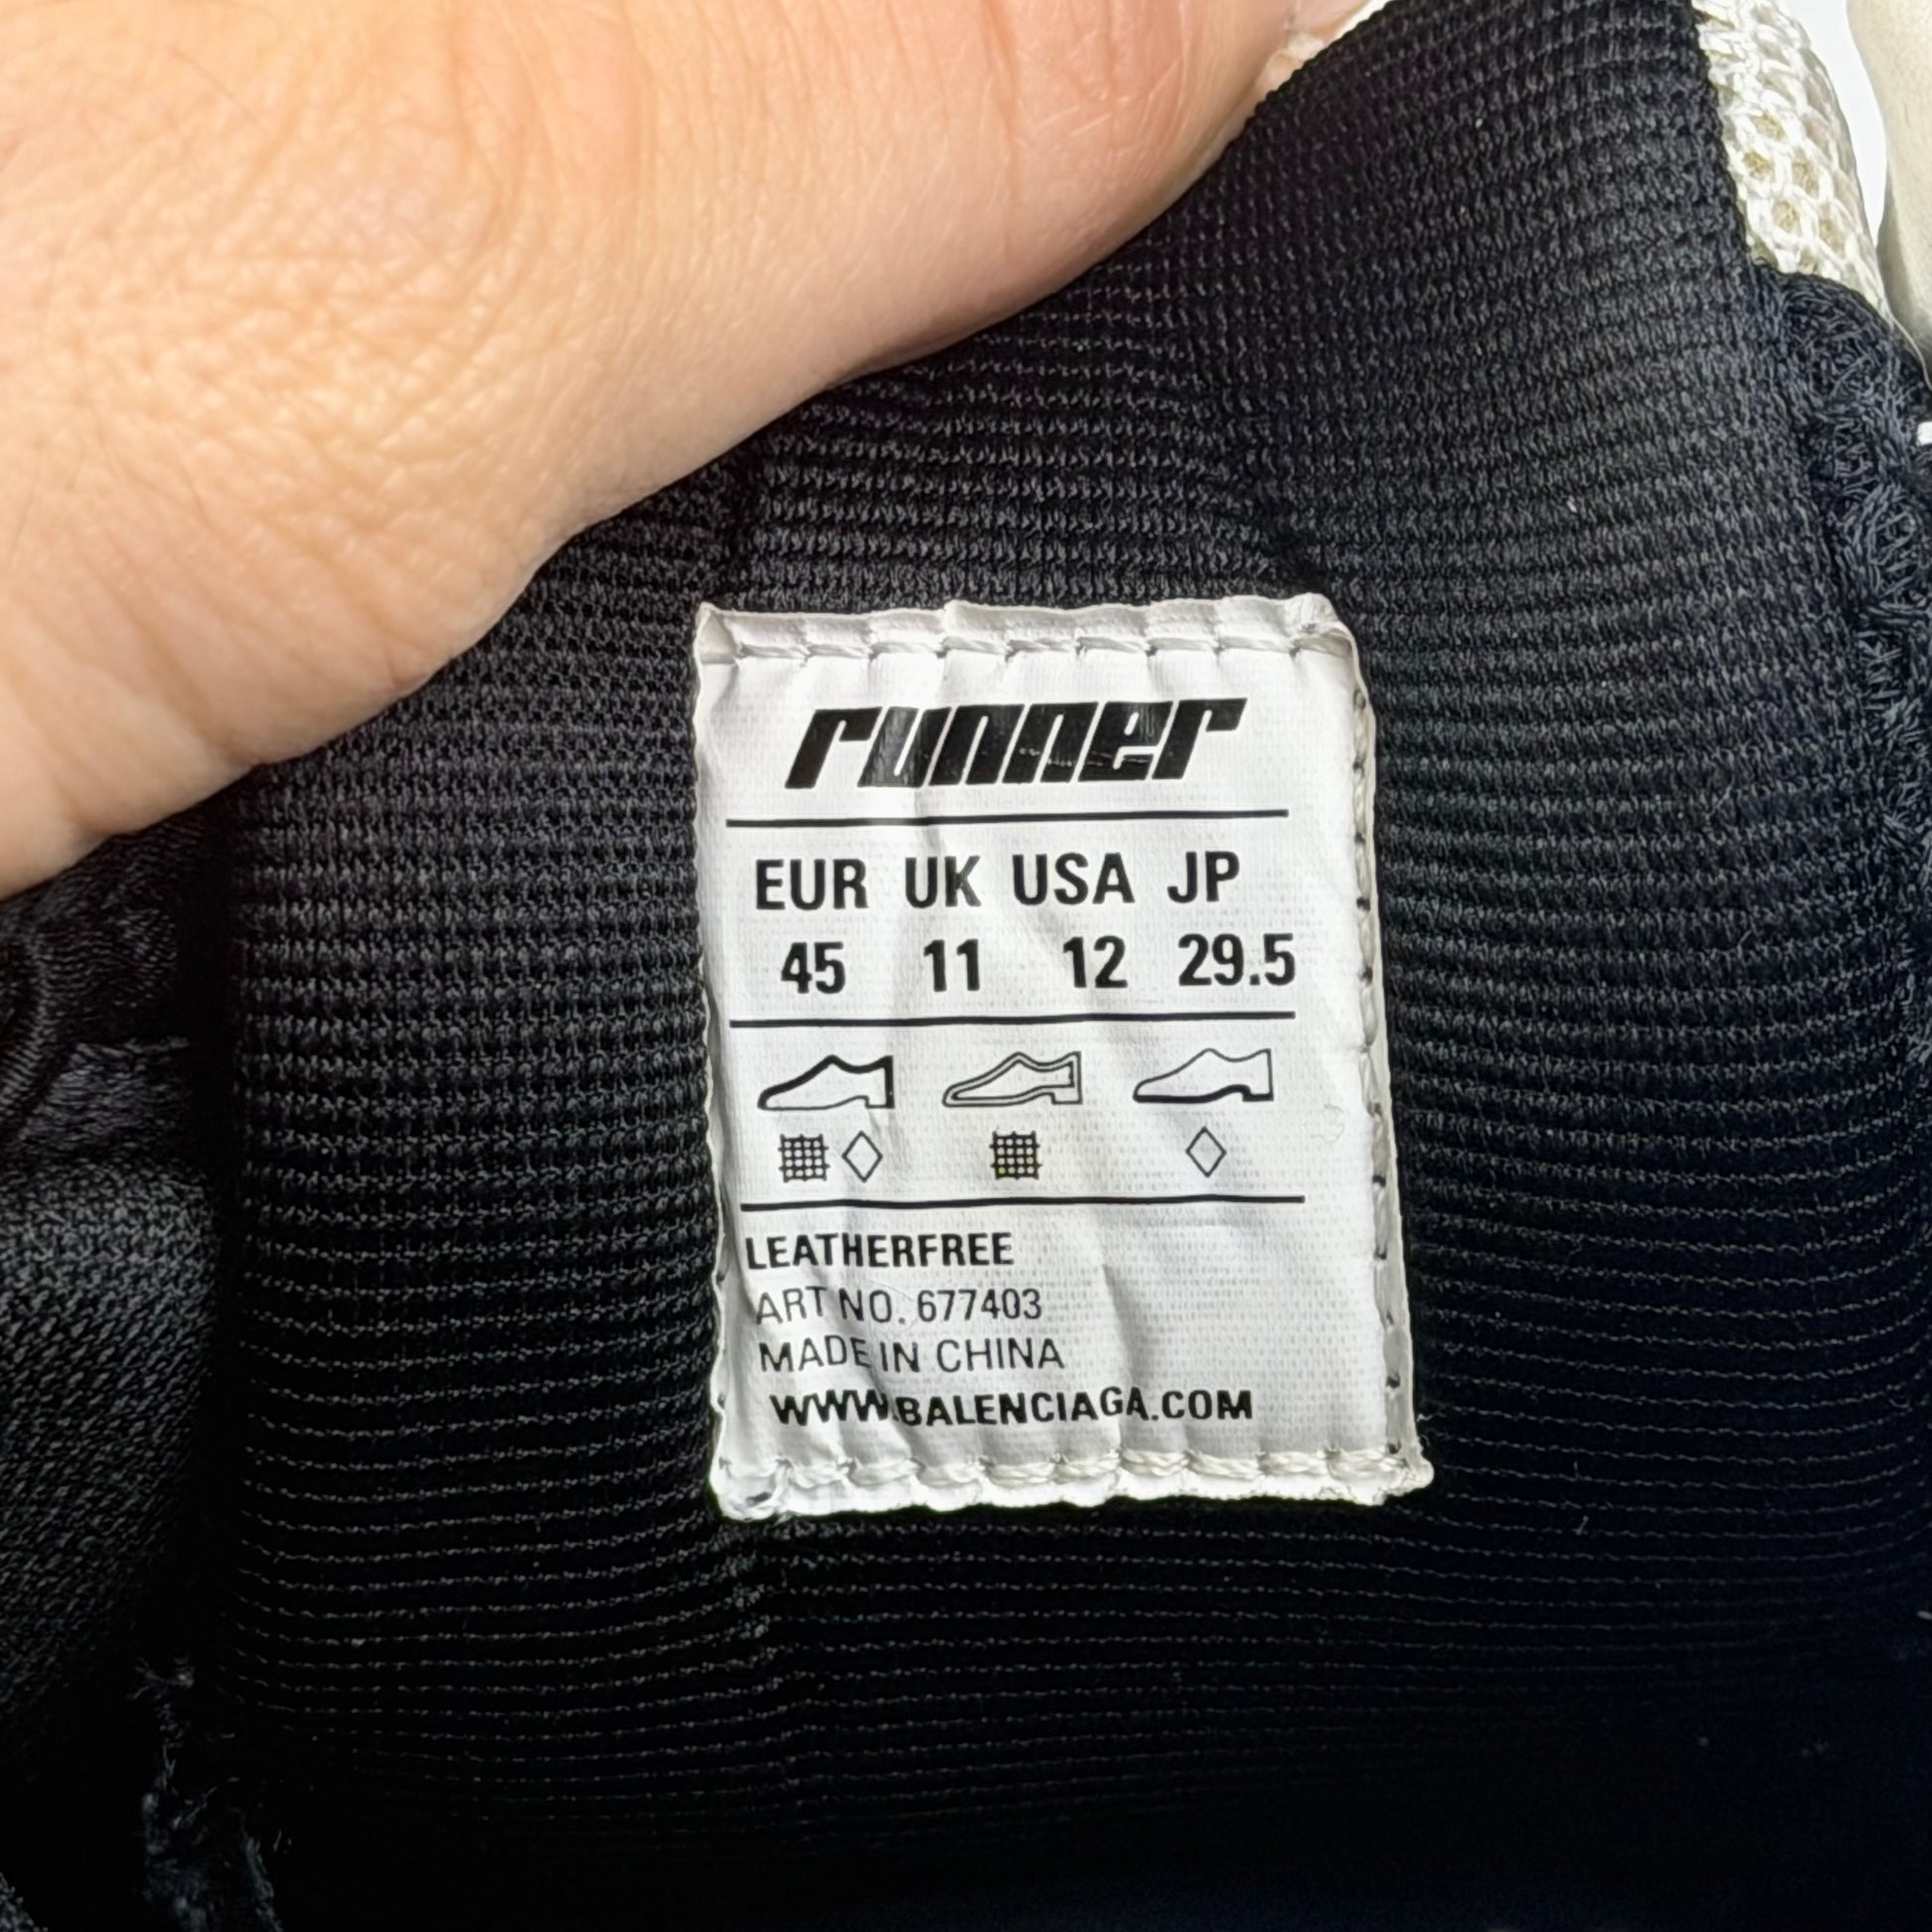 runner
EUR UK USA JP
45 11 12 29.5
LEATHERFREE
ART NO. 677403
MADE IN CHINA
WWW.BALENCIAGA.COM